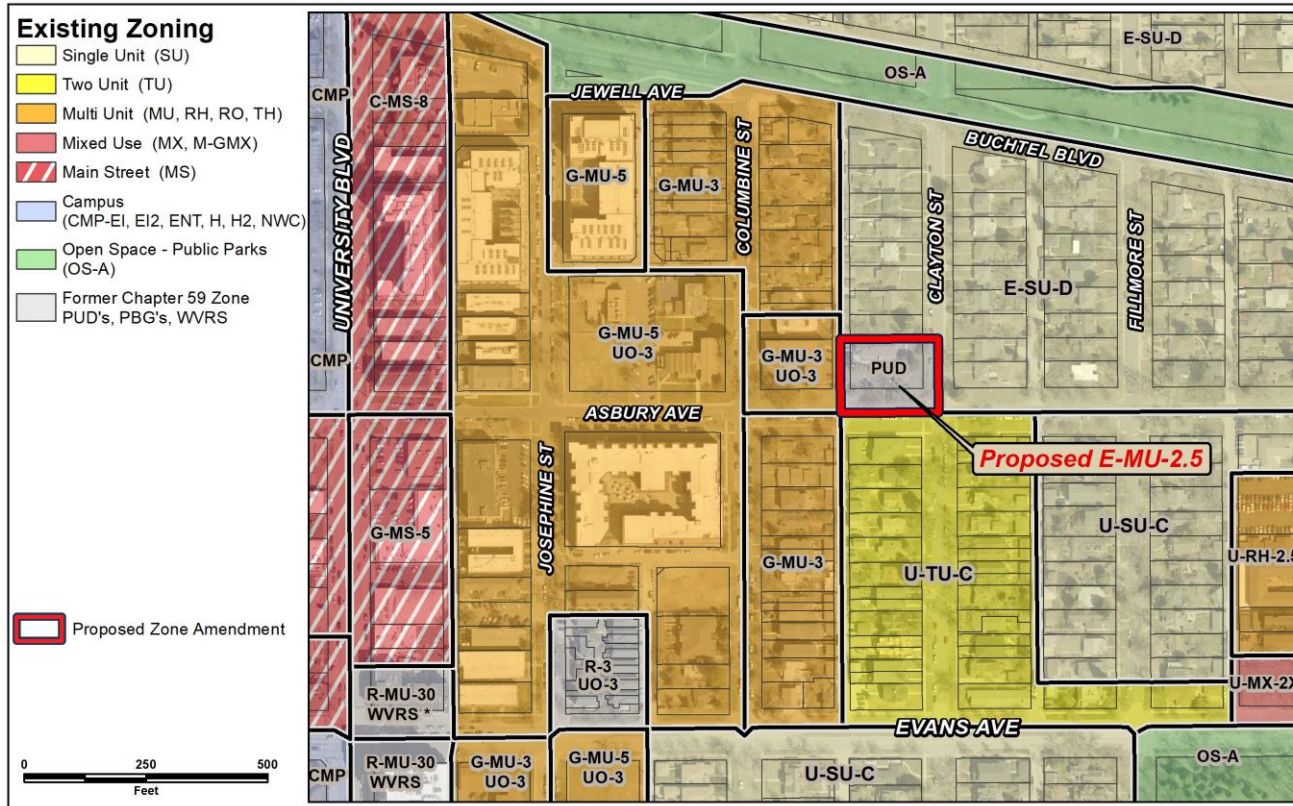 Existing Zoning
Single Unit (SU)
Two Unit (TU)
Multi Unit (MU, RH, RO, TH)
Mixed Use (MX, M-GMX)
Main Street (MS)
Campus
(CMP-EI, EI2, ENT, H, H2, NWC)
Open Space - Public Parks
(OS-A)
Former Chapter 59 Zone
PUD's, PBG's, WVRS
Proposed Zone Amendment
0 250 500
Feet
E-SU-D
OS-A
CMP
C-MS-8
JEWELL AVE
BUCHTEL BLVD
G-MU-5
G-MU-3
COLUMBINE ST
CLAYTON ST
FILLMORE ST
UNIVERSITY BLVD
E-SU-D
G-MU-5
UO-3
G-MU-3
UO-3
PUD
CMP
ASBURY AVE
Proposed E-MU-2.5
JOSEPHINE ST
G-MS-5
G-MU-3
U-TU-C
U-SU-C
U-RH-2.5
R-3
UO-3
U-MX-2X
R-MU-30
WVRS *
EVANS AVE
CMP
R-MU-30
WVRS
G-MU-3
UO-3
G-MU-5
UO-3
U-SU-C
OS-A